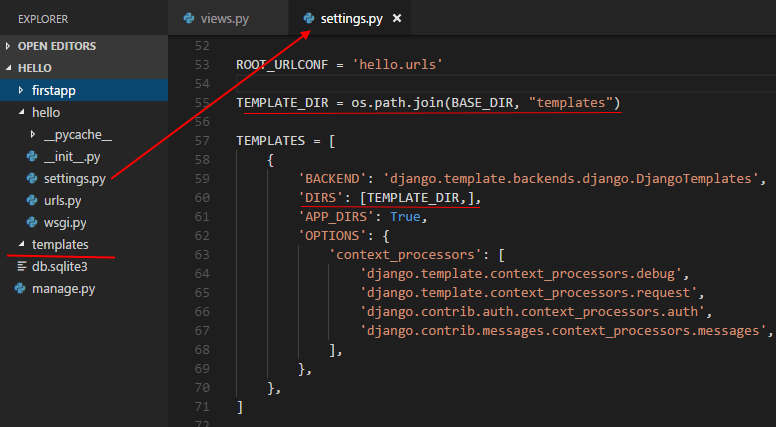 EXPLORER
OPEN EDITORS
HELLO
firstapp
hello
__pycache__
__init__.py
settings.py
urls.py
wsgi.py
templates
db.sqlite3
manage.py
views.py
settings.py
52
53 ROOT_URLCONF = 'hello.urls'
54
55 TEMPLATE_DIR = os.path.join(BASE_DIR, "templates")
56
57 TEMPLATES = [
58     {
59         'BACKEND': 'django.template.backends.django.DjangoTemplates',
60         'DIRS': [TEMPLATE_DIR,],
61         'APP_DIRS': True,
62         'OPTIONS': {
63             'context_processors': [
64                 'django.template.context_processors.debug',
65                 'django.template.context_processors.request',
66                 'django.contrib.auth.context_processors.auth',
67                 'django.contrib.messages.context_processors.messages',
68             ],
69         },
70     },
71 ]
72